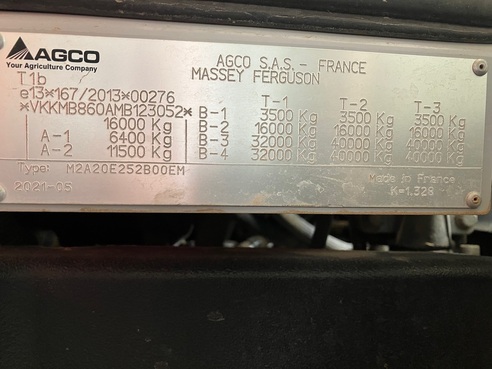 AGCO
Your Agriculture Company
AGCO S.A.S. - FRANCE
MASSEY FERGUSON
T1b
e13*167/2013*00276
*VKKMB860AMB123052*
16000 Kg
A-1 6400 Kg
A-2 11500 Kg
T-1 T-2 T-3
B-1 3500 Kg 3500 Kg 3500 Kg
B-2 16000 Kg 16000 Kg 16000 Kg
B-3 32000 Kg 40000 Kg 40000 Kg
B-4 32000 Kg 40000 Kg 40000 Kg
Type: M2A20E252B00EM
Made in France
2021-05
K=1.328